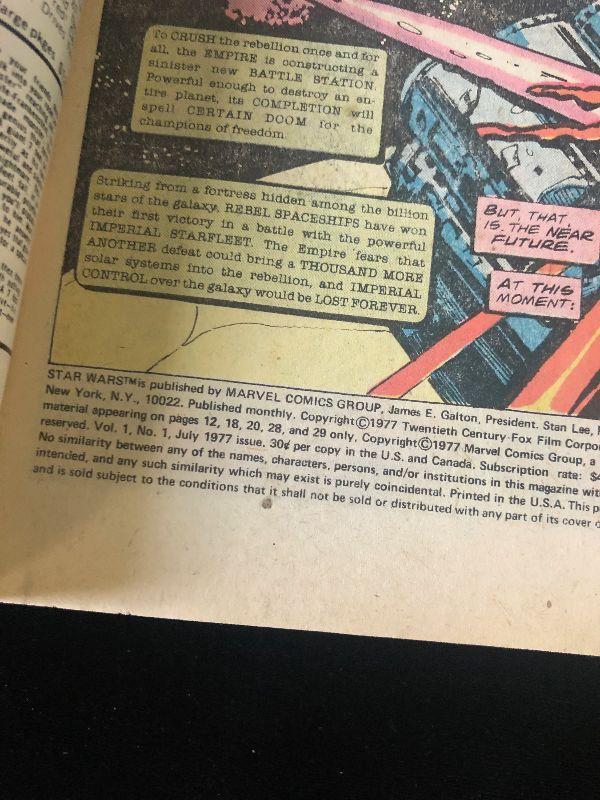 large pkges
To CRUSH the rebellion once and for
all, the EMPIRE is constructing a
sinister new BATTLE STATION.
Powerful enough to destroy an en-
tire planet, its COMPLETION will
spell CERTAIN DOOM for the
champions of freedom.
Striking from a fortress hidden among the billion
stars of the galaxy, REBEL SPACESHIPS have won
their first victory in a battle with the powerful
IMPERIAL STARFLEET. The Empire fears that
ANOTHER defeat could bring a THOUSAND MORE
solar systems into the rebellion, and IMPERIAL
CONTROL over the galaxy would be LOST FOREVER.
BUT, THAT
IS THE NEAR
FUTURE.
AT THIS
MOMENT:
STAR WARS™ is published by MARVEL COMICS GROUP, James E. Galton, President. Stan Lee,
New York, N.Y., 10022. Published monthly. Copyright©1977 Twentieth Century-Fox Film Corpor
material appearing on pages 12, 18, 20, 28, and 29 only, Copyright©1977 Marvel Comics Group, a
reserved. Vol. 1, No. 1, July 1977 issue. 30¢ per copy in the U.S. and Canada. Subscription rate: $4
No similarity between any of the names, characters, persons, and/or institutions in this magazine wit
intended, and any such similarity which may exist is purely coincidental. Printed in the U.S.A. This p
and is sold subject to the conditions that it shall not be sold or distributed with any part of its cover